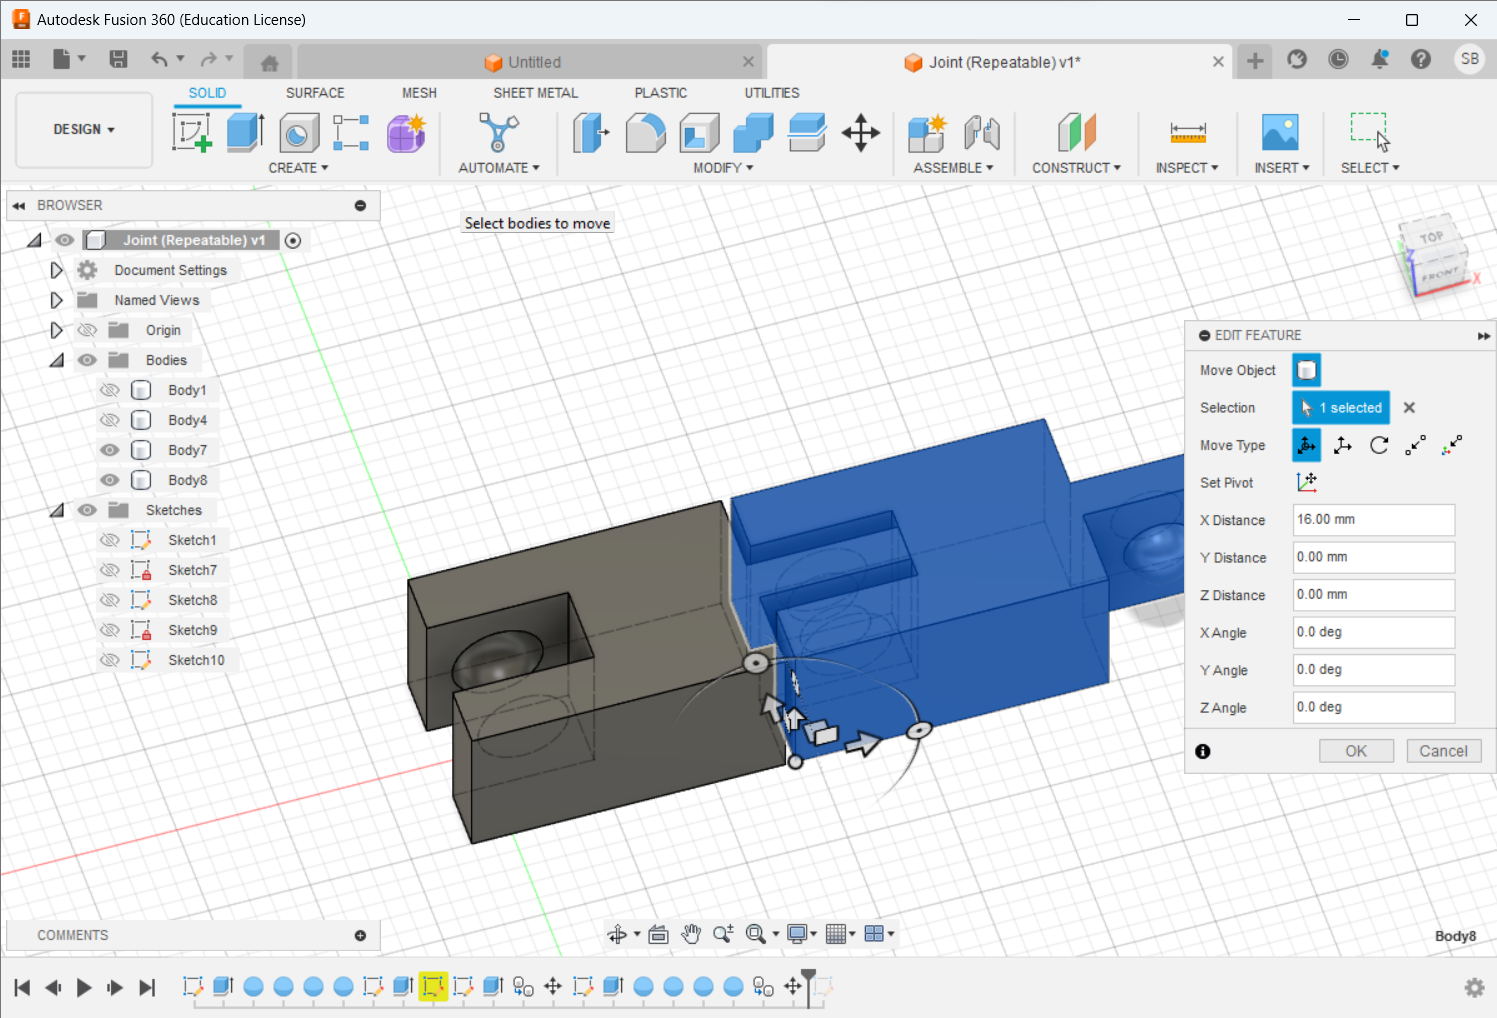 Autodesk Fusion 360 (Education License)
Untitled
Joint (Repeatable) v1*
SB
DESIGN
SOLID
SURFACE
MESH
SHEET METAL
PLASTIC
UTILITIES
CREATE
AUTOMATE
MODIFY
ASSEMBLE
CONSTRUCT
INSPECT
INSERT
SELECT
BROWSER
Select bodies to move
Joint (Repeatable) v1
Document Settings
Named Views
Origin
Bodies
Body1
Body4
Body7
Body8
Sketches
Sketch1
Sketch7
Sketch8
Sketch9
Sketch10
TOP
FRONT
Z
X
EDIT FEATURE
Move Object
Selection
1 selected
Move Type
Set Pivot
X Distance
16.00 mm
Y Distance
0.00 mm
Z Distance
0.00 mm
X Angle
0.0 deg
Y Angle
0.0 deg
Z Angle
0.0 deg
OK
Cancel
COMMENTS
Body8